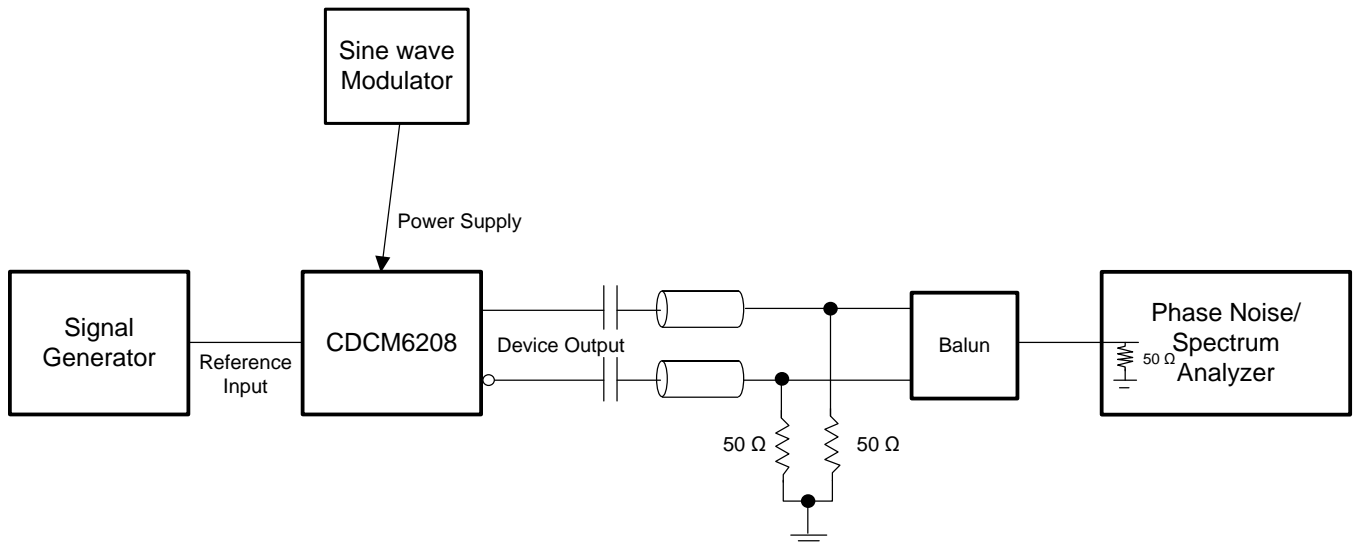 Sine wave
Modulator
Power Supply
Signal
Generator
Reference
Input
CDCM6208
Device Output
Balun
Phase Noise/
Spectrum
Analyzer
50 Ω
50 Ω
50 Ω